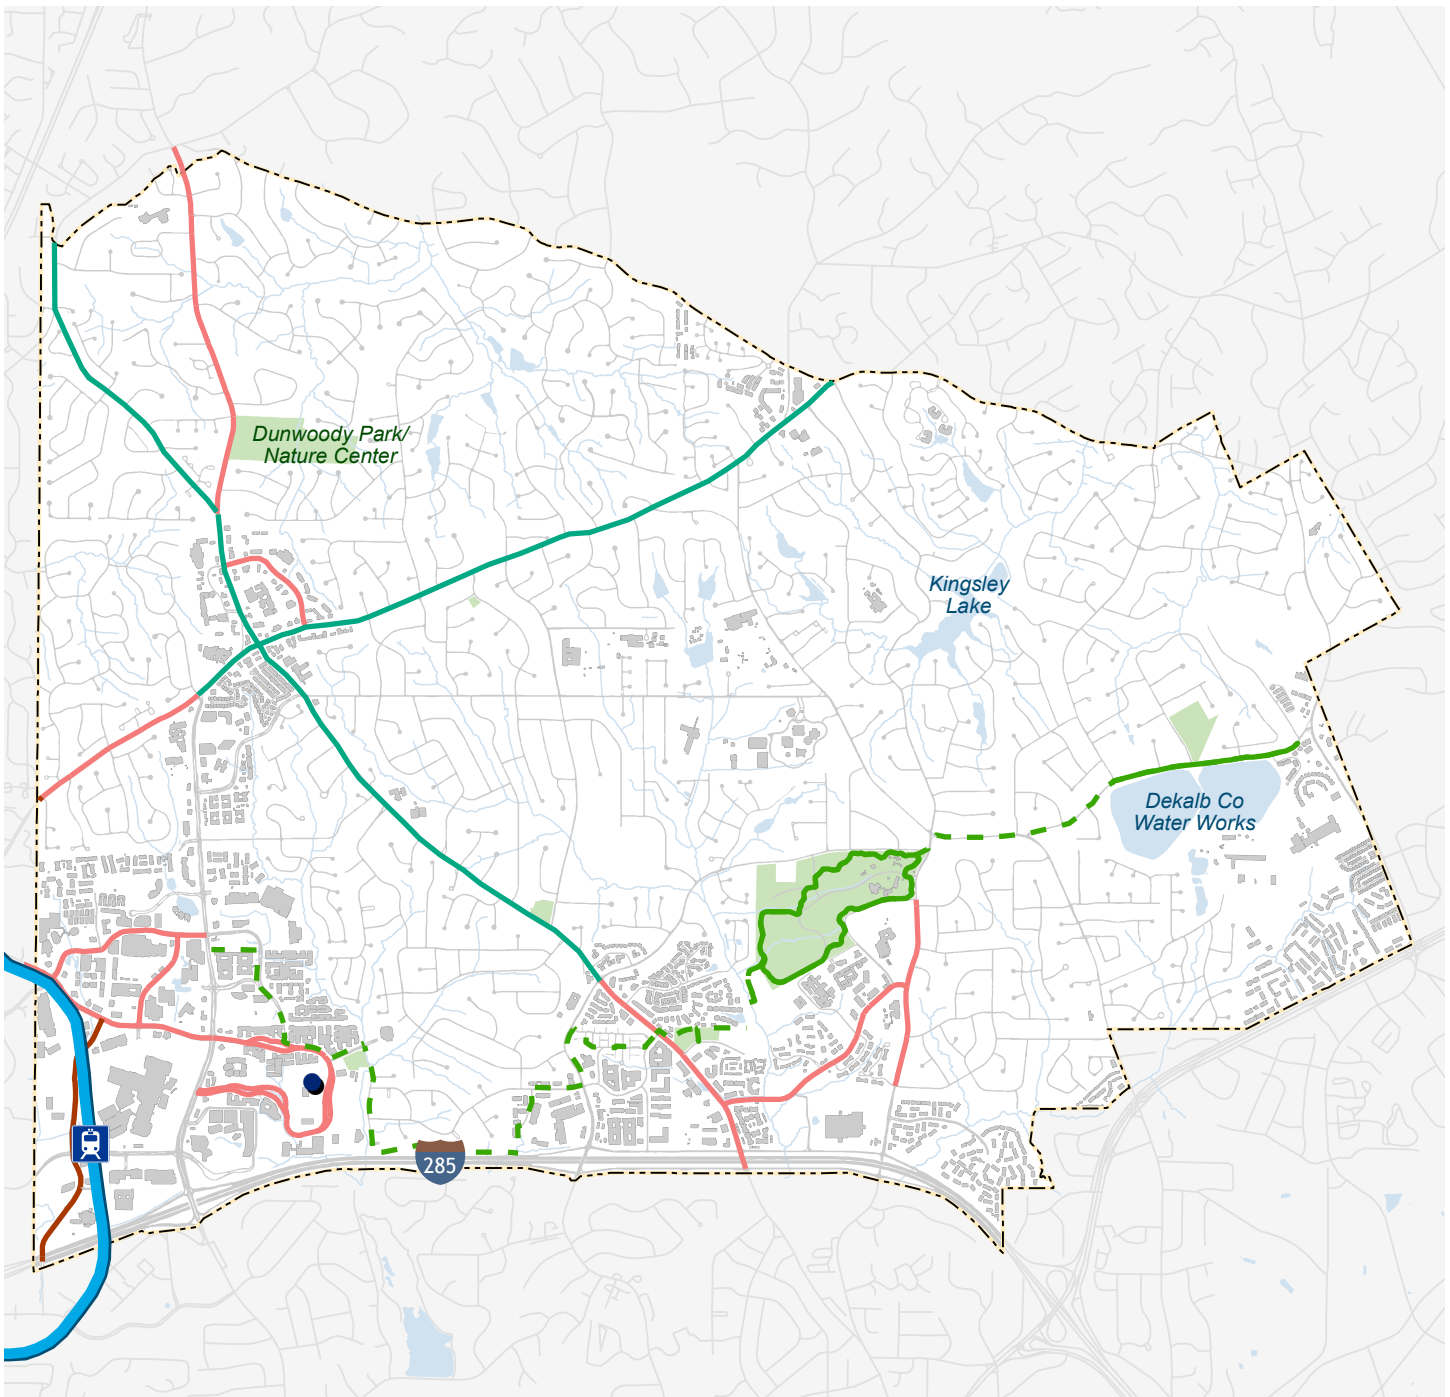 Dunwoody Park/
Nature Center
Kingsley
Lake
Dekalb Co
Water Works
285